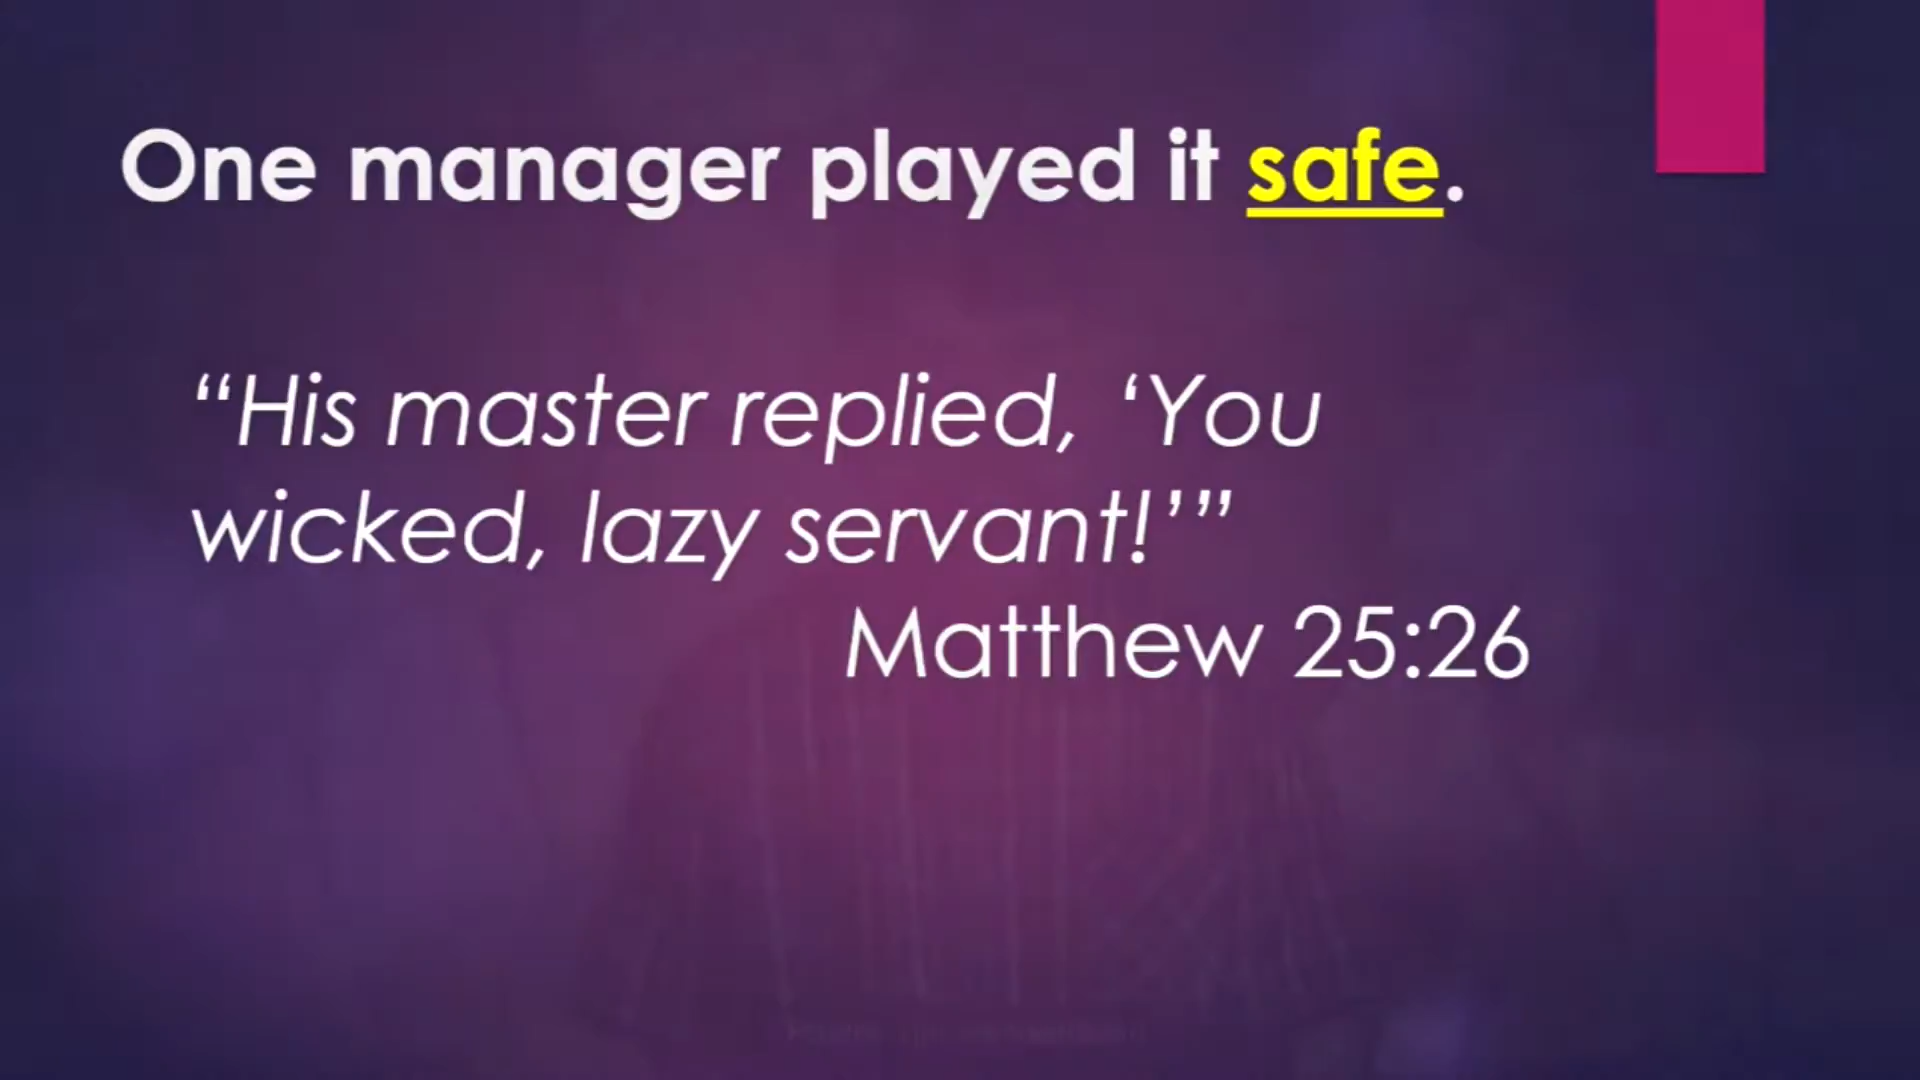 One manager played it safe.
“His master replied, ‘You
wicked, lazy servant!’”
Matthew 25:26